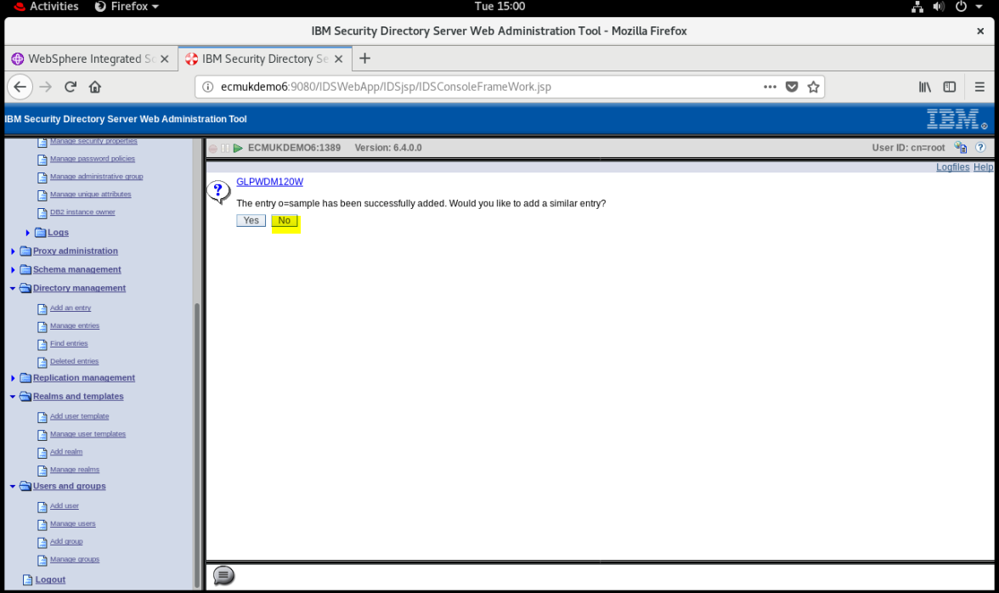 Activities Firefox Tue 15:00
IBM Security Directory Server Web Administration Tool - Mozilla Firefox
WebSphere Integrated So IBM Security Directory Se
ecmukdemo6:9080/IDSWebApp/IDSjsp/IDSConsoleFrameWork.jsp
IBM Security Directory Server Web Administration Tool IBM®
Manage security properties
Manage password policies
Manage administrative group
Manage unique attributes
DB2 instance owner
Logs
Proxy administration
Schema management
Directory management
Add an entry
Manage entries
Find entries
Deleted entries
Replication management
Realms and templates
Add user template
Manage user templates
Add realm
Manage realms
Users and groups
Add user
Manage users
Add group
Manage groups
Logout
ECMUKDEMO6:1389 Version: 6.4.0.0 User ID: cn=root ?
Logfiles Help
? GLPWDM120W
The entry o=sample has been successfully added. Would you like to add a similar entry?
Yes No